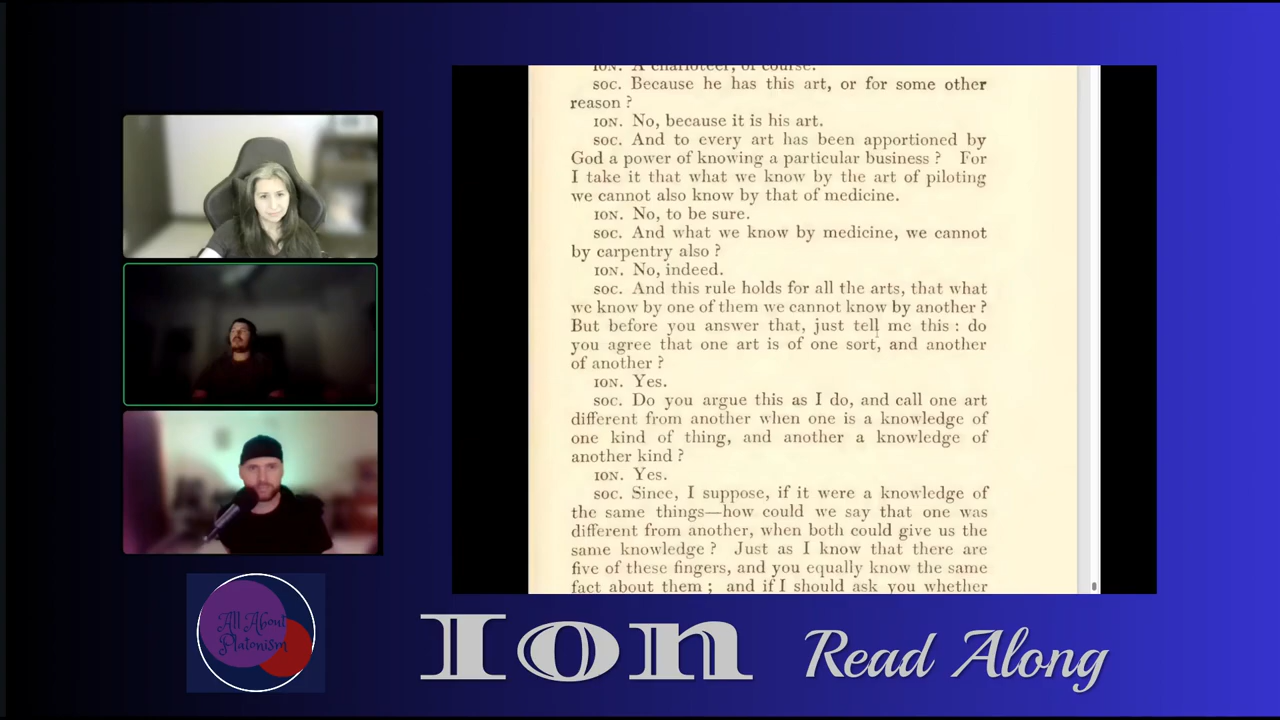 ION. A charioteer, of course.
SOC. Because he has this art, or for some other
reason ?
ION. No, because it is his art.
SOC. And to every art has been apportioned by
God a power of knowing a particular business ? For
I take it that what we know by the art of piloting
we cannot also know by that of medicine.
ION. No, to be sure.
SOC. And what we know by medicine, we cannot
by carpentry also ?
ION. No, indeed.
SOC. And this rule holds for all the arts, that what
we know by one of them we cannot know by another ?
But before you answer that, just tell me this : do
you agree that one art is of one sort, and another
of another ?
ION. Yes.
SOC. Do you argue this as I do, and call one art
different from another when one is a knowledge of
one kind of thing, and another a knowledge of
another kind ?
ION. Yes.
SOC. Since, I suppose, if it were a knowledge of
the same things—how could we say that one was
different from another, when both could give us the
same knowledge ? Just as I know that there are
five of these fingers, and you equally know the same
fact about them ; and if I should ask you whether
All About
Platonism
Ion Read Along